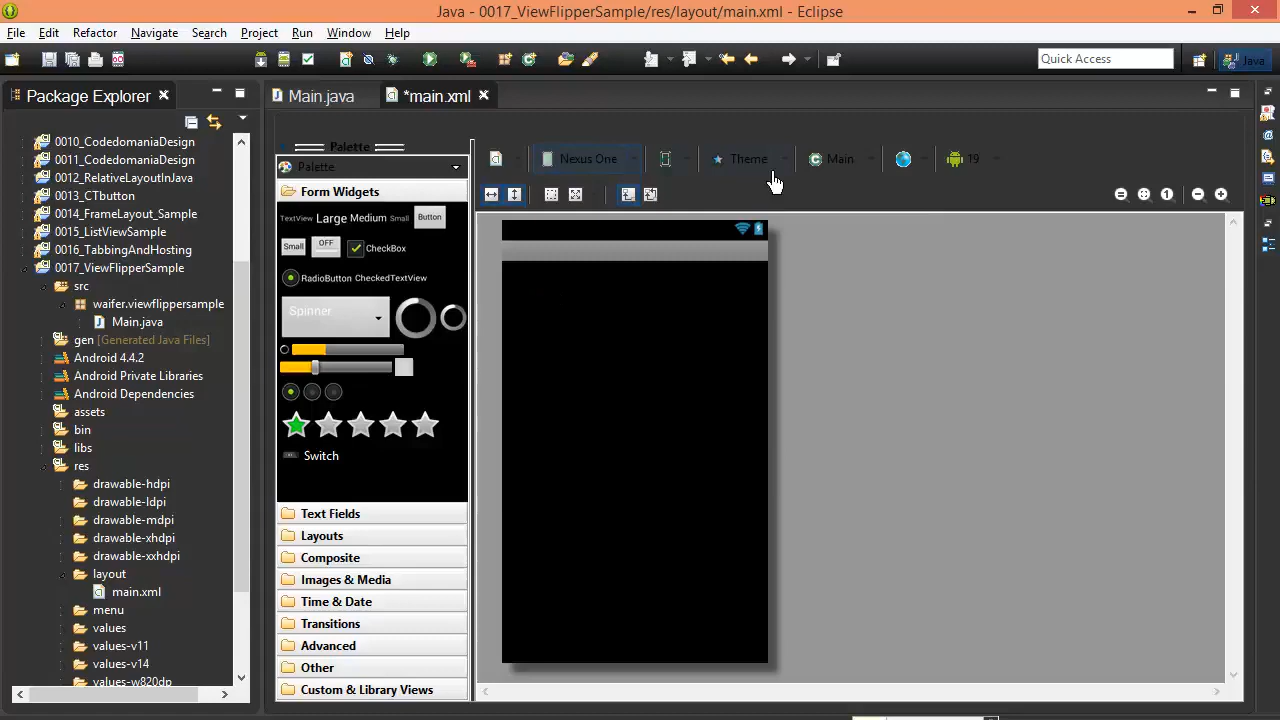 Java - 0017_ViewFlipperSample/res/layout/main.xml - Eclipse
File Edit Refactor Navigate Search Project Run Window Help
Quick Access
Java
Package Explorer
Main.java
*main.xml
0010_CodedomaniaDesign
0011_CodedomaniaDesign
0012_RelativeLayoutInJava
0013_CTbutton
0014_FrameLayout_Sample
0015_ListViewSample
0016_TabbingAndHosting
0017_ViewFlipperSample
src
waifer.viewflippersample
Main.java
gen [Generated Java Files]
Android 4.4.2
Android Private Libraries
Android Dependencies
assets
bin
libs
res
drawable-hdpi
drawable-ldpi
drawable-mdpi
drawable-xhdpi
drawable-xxhdpi
layout
main.xml
menu
values
values-v11
values-v14
values-w820dp
Palette
Palette
Form Widgets
TextView Large Medium Small Button
Small OFF CheckBox
RadioButton CheckedTextView
Spinner
Switch
Text Fields
Layouts
Composite
Images & Media
Time & Date
Transitions
Advanced
Other
Custom & Library Views
Nexus One Theme Main 19